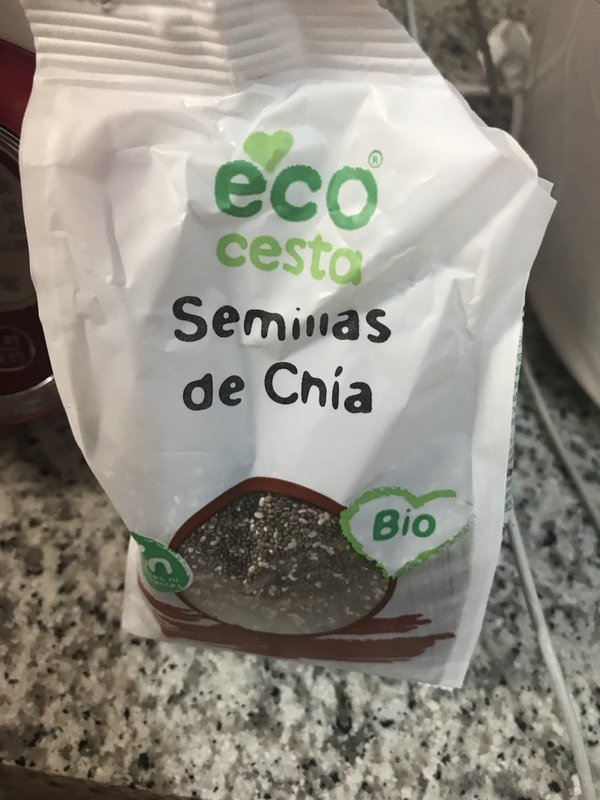 eco®
cesta
Semillas
de Chía
Bio